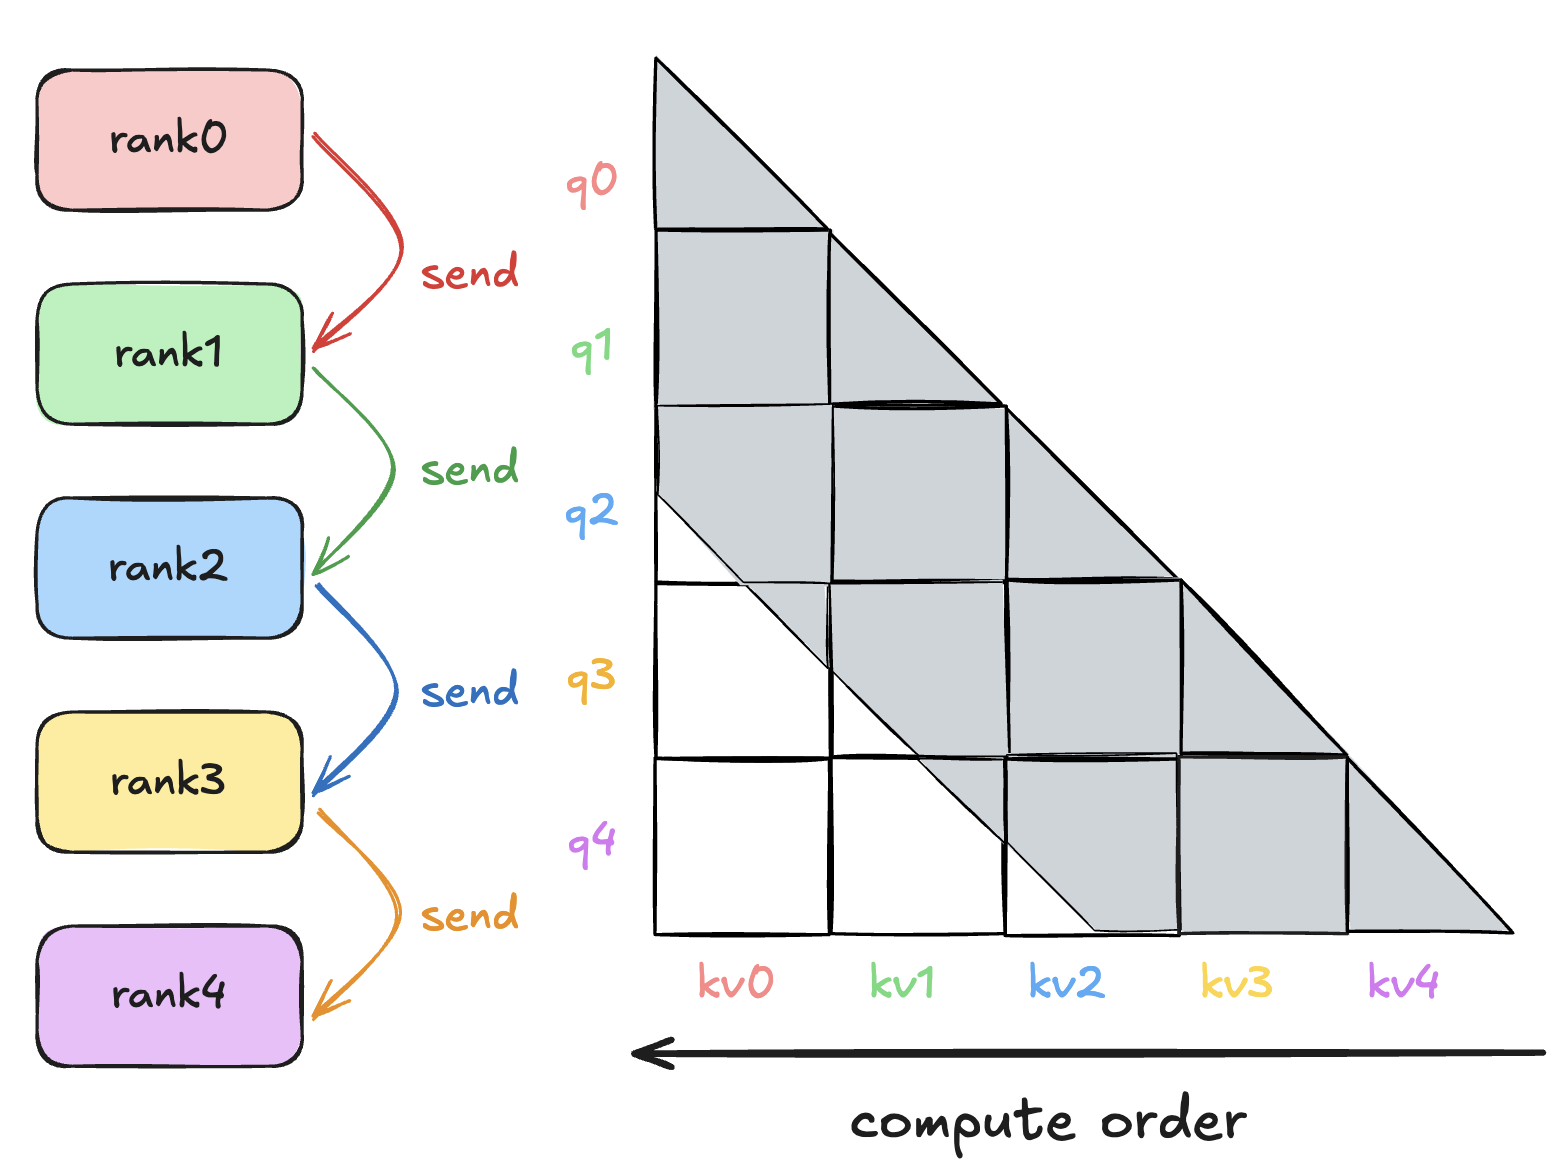 rank0
send
rank1
send
rank2
send
rank3
send
rank4
q0
q1
q2
q3
q4
kv0 kv1 kv2 kv3 kv4
compute order